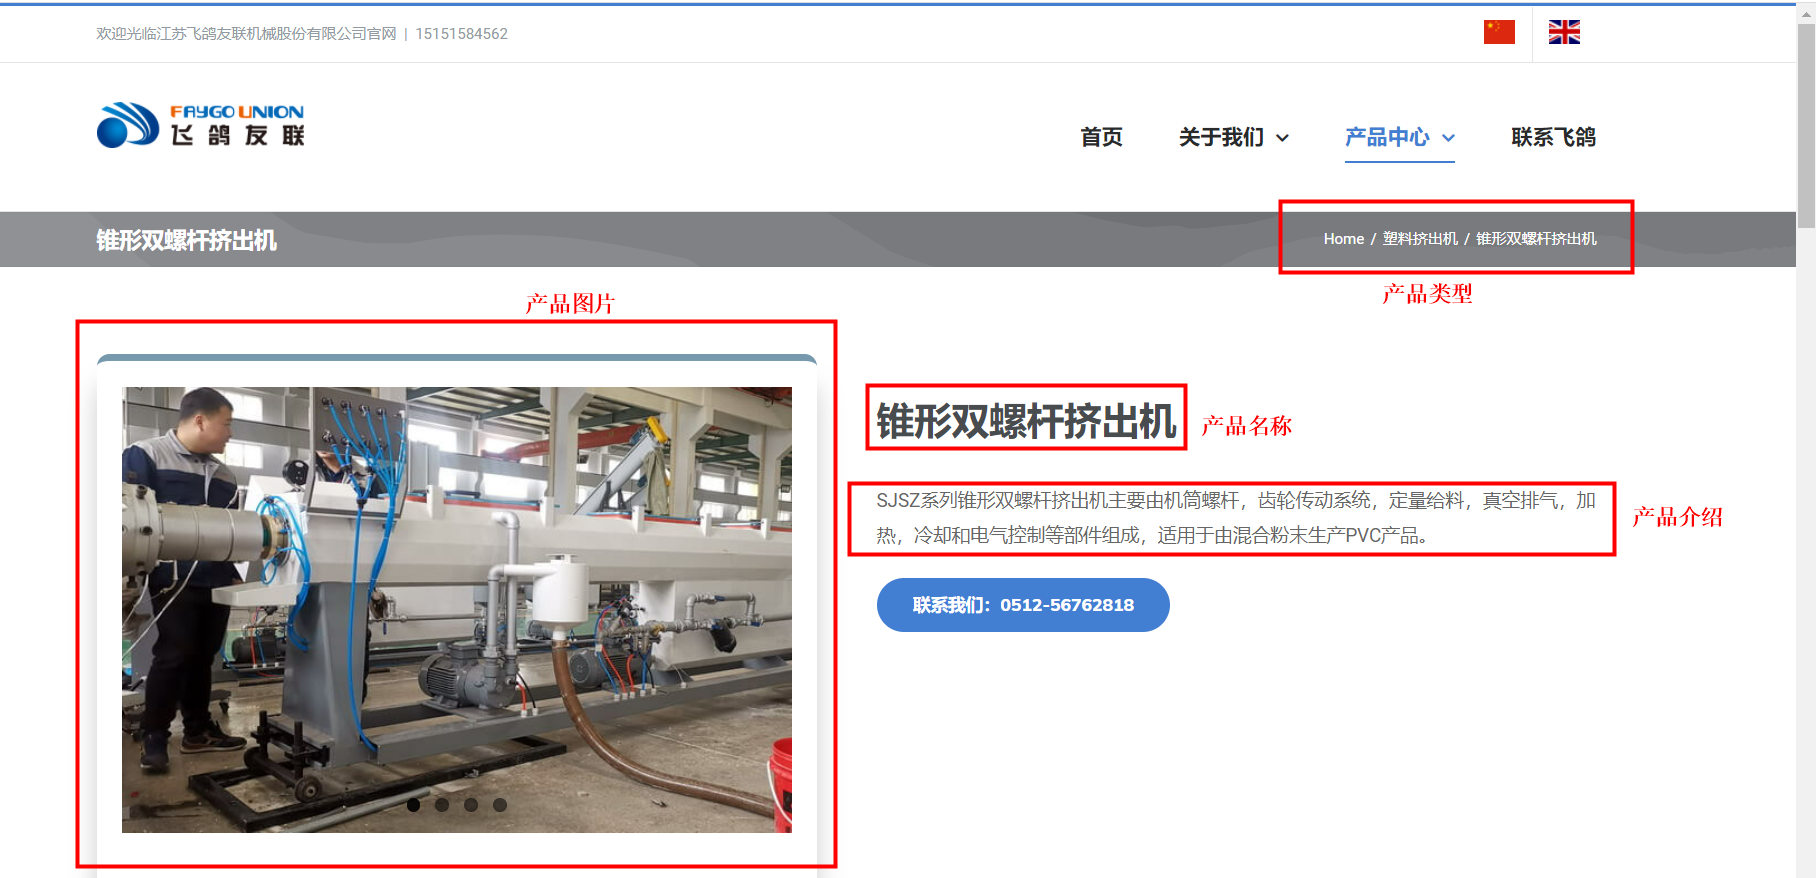 欢迎光临江苏飞鸽友联机械股份有限公司官网 | 15151584562
FAYGO UNION
飞鸽友联
首页
关于我们
产品中心
联系飞鸽
锥形双螺杆挤出机
Home / 塑料挤出机 / 锥形双螺杆挤出机
产品类型
产品图片
锥形双螺杆挤出机
产品名称
SJSZ系列锥形双螺杆挤出机主要由机筒螺杆，齿轮传动系统，定量给料，真空排气，加
热，冷却和电气控制等部件组成，适用于由混合粉末生产PVC产品。
产品介绍
联系我们：0512-56762818